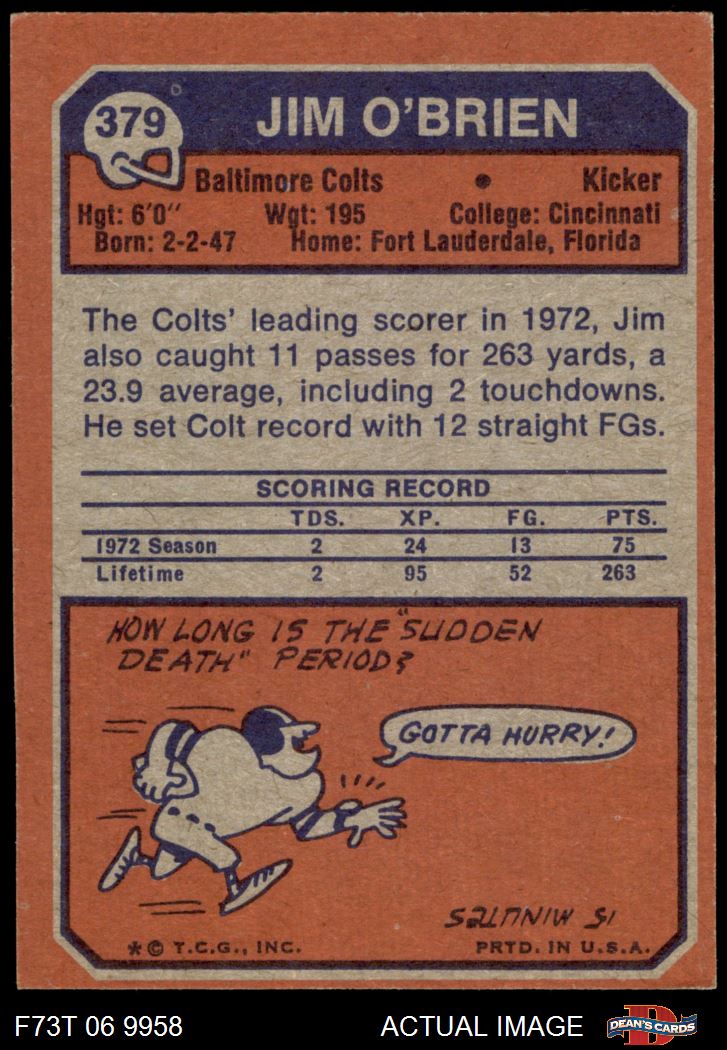 379
JIM O'BRIEN
Baltimore Colts • Kicker
Hgt: 6'0" Wgt: 195 College: Cincinnati
Born: 2-2-47 Home: Fort Lauderdale, Florida
The Colts' leading scorer in 1972, Jim
also caught 11 passes for 263 yards, a
23.9 average, including 2 touchdowns.
He set Colt record with 12 straight FGs.
SCORING RECORD
TDS. XP. FG. PTS.
1972 Season 2 24 13 75
Lifetime 2 95 52 263
HOW LONG IS THE "SUDDEN
DEATH" PERIOD?
GOTTA HURRY!
15 MINUTES
* © T.C.G., INC. PRTD. IN U.S.A.
F73T 06 9958 ACTUAL IMAGE
D
DEAN'S CARDS